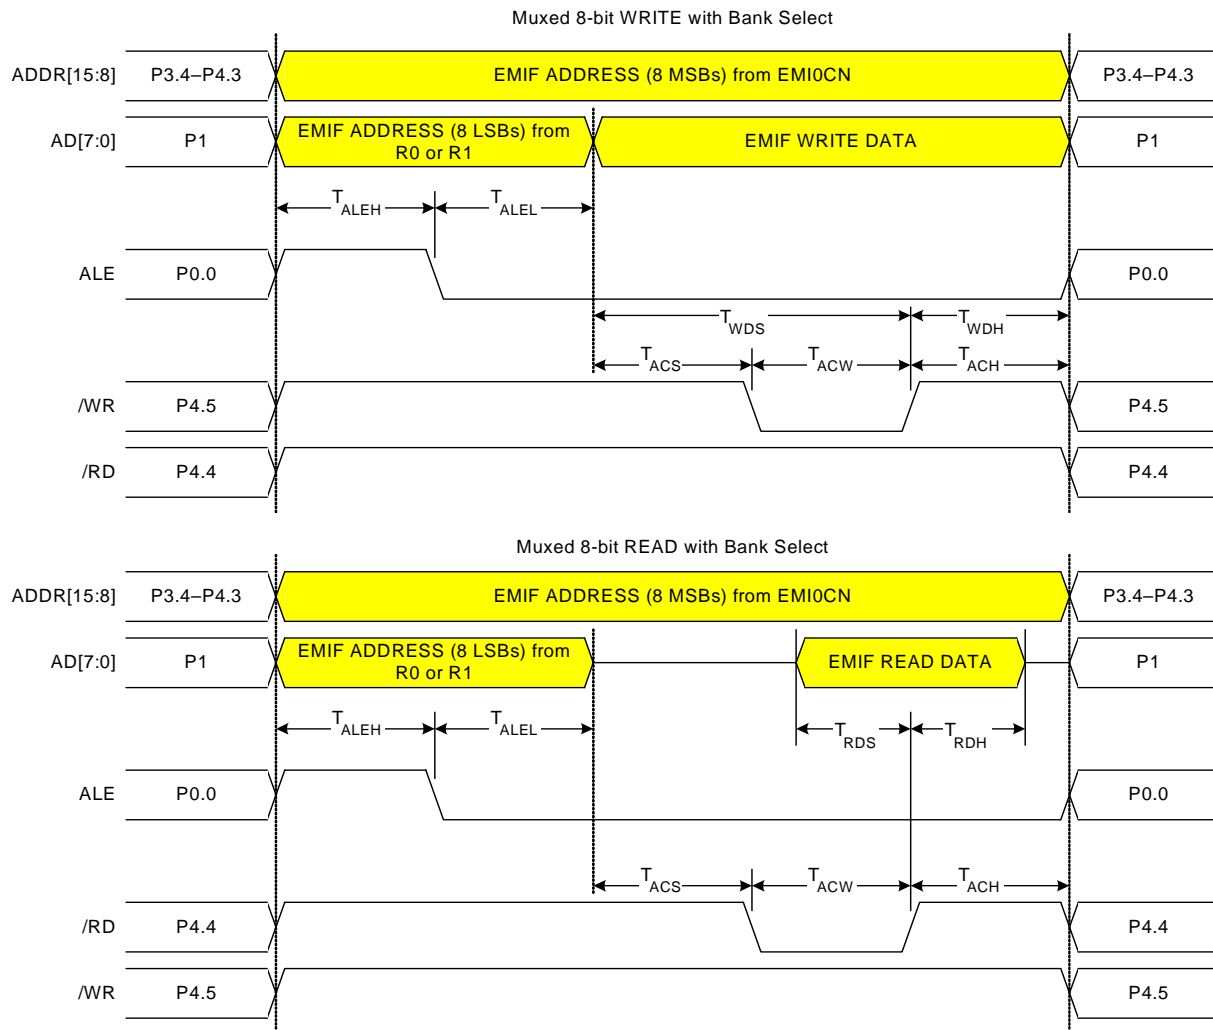 Muxed 8-bit WRITE with Bank Select
ADDR[15:8] P3.4–P4.3 EMIF ADDRESS (8 MSBs) from EMI0CN P3.4–P4.3
AD[7:0] P1 EMIF ADDRESS (8 LSBs) from R0 or R1 EMIF WRITE DATA P1
TALEH TALEL
ALE P0.0 P0.0
TWDS TWDH
TACS TACW TACH
/WR P4.5 P4.5
/RD P4.4 P4.4
Muxed 8-bit READ with Bank Select
ADDR[15:8] P3.4–P4.3 EMIF ADDRESS (8 MSBs) from EMI0CN P3.4–P4.3
AD[7:0] P1 EMIF ADDRESS (8 LSBs) from R0 or R1 EMIF READ DATA P1
TALEH TALEL TRDS TRDH
ALE P0.0 P0.0
TACS TACW TACH
/RD P4.4 P4.4
/WR P4.5 P4.5